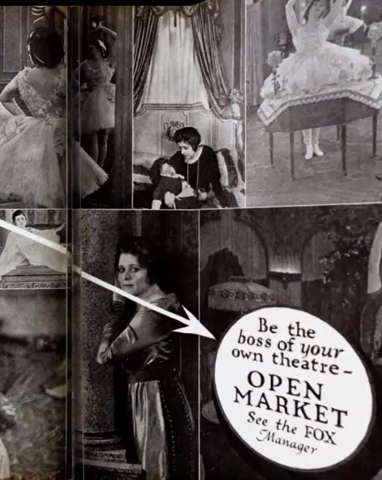 Be the
boss of your
own theatre-
OPEN
MARKET
See the FOX
Manager